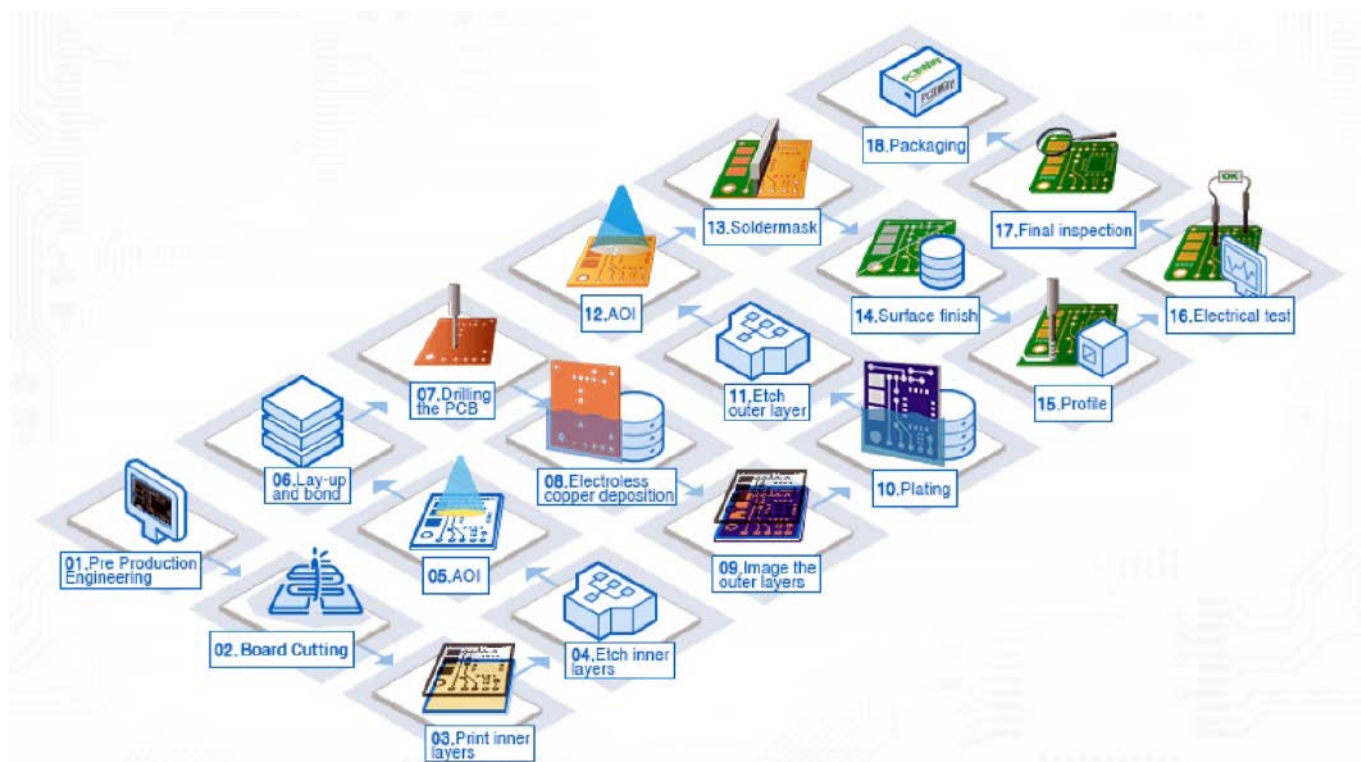 01.Pre Production
Engineering
02.Board Cutting
03.Print inner
layers
04.Etch inner
layers
05.AOI
06.Lay-up
and bond
07.Drilling
the PCB
08.Electroless
copper deposition
09.Image the
outer layers
10.Plating
11.Etch
outer layer
12.AOI
13.Soldermask
14.Surface finish
15.Profile
16.Electrical test
OK
17.Final inspection
18.Packaging
PCBWay
PCBWay